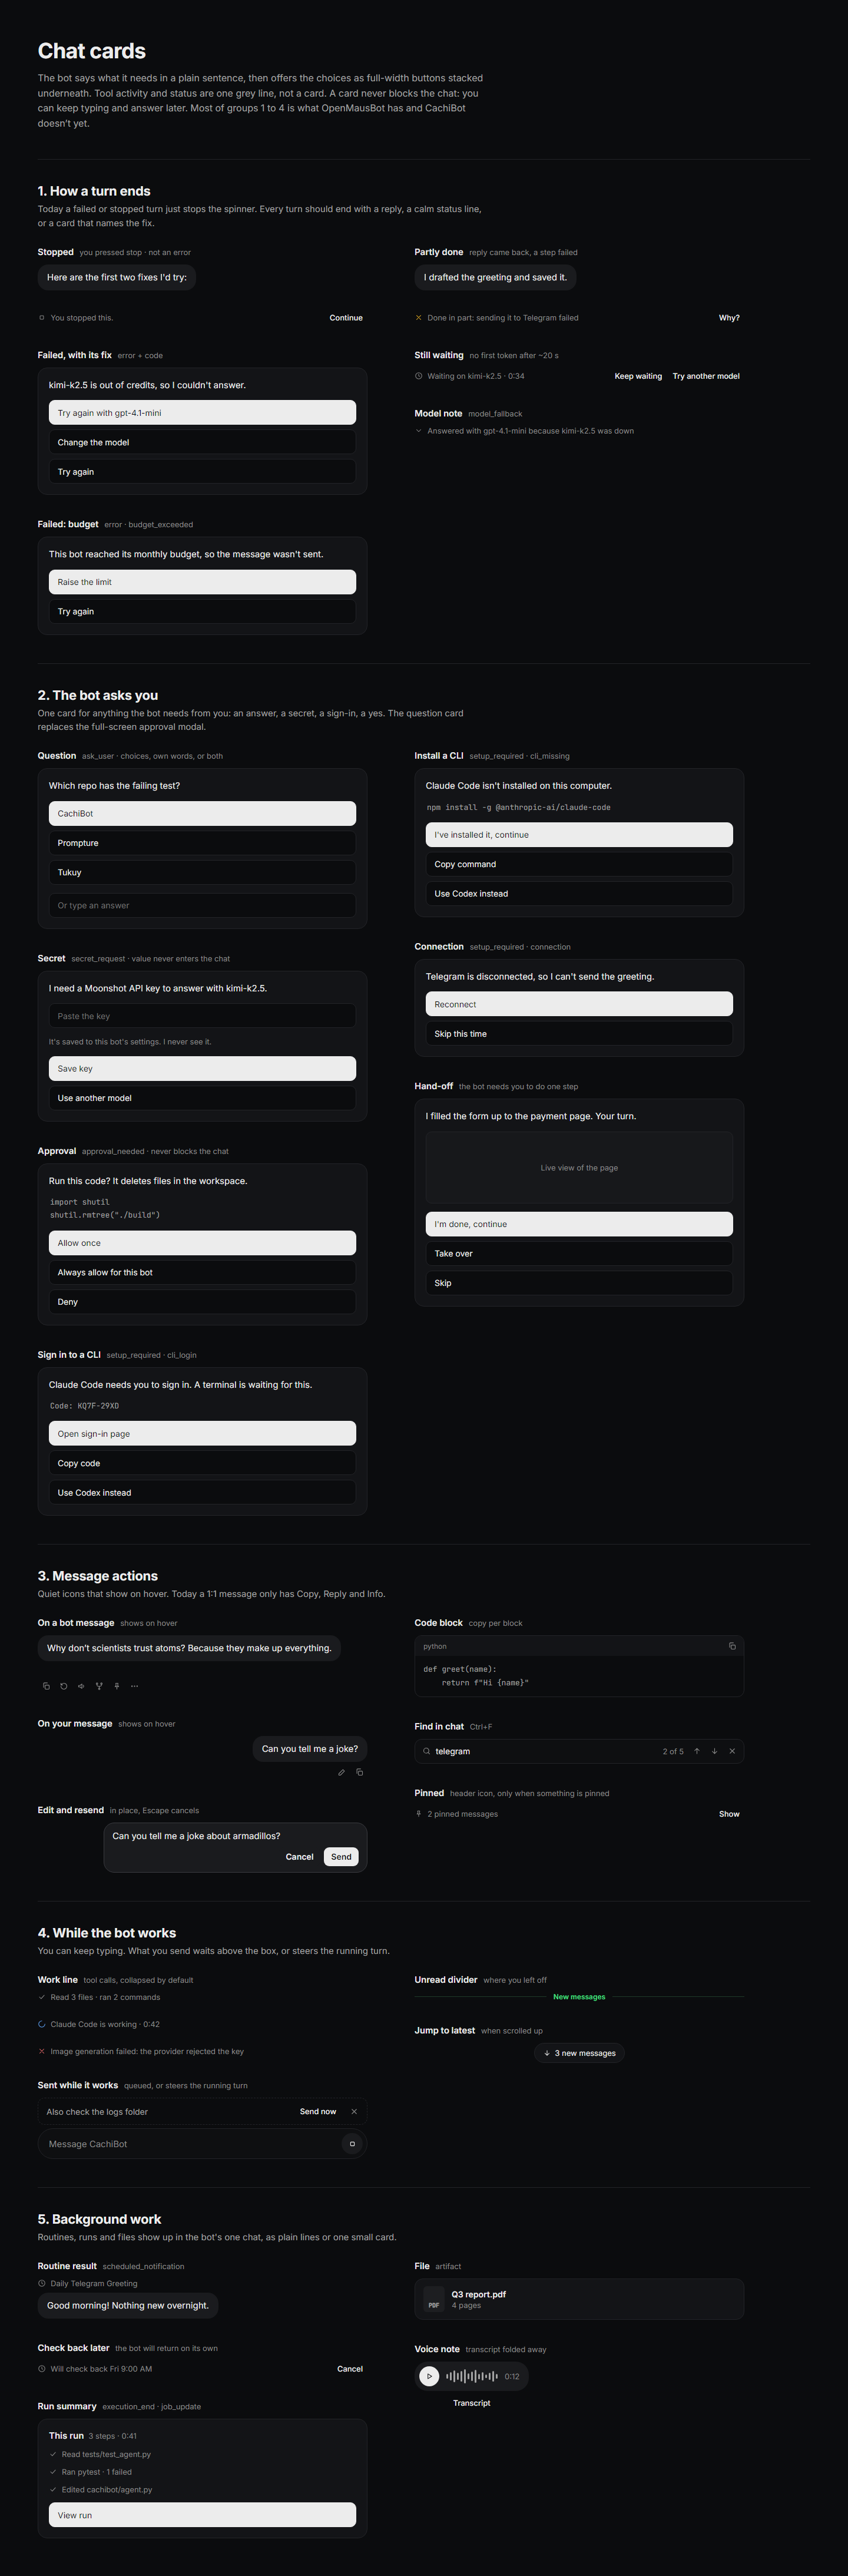 Chat cards
The bot says what it needs in a plain sentence, then offers the choices as full-width buttons stacked
underneath. Tool activity and status are one grey line, not a card. A card never blocks the chat: you
can keep typing and answer later. Most of groups 1 to 4 is what OpenMausBot has and CachiBot
doesn't yet.
1. How a turn ends
Today a failed or stopped turn just stops the spinner. Every turn should end with a reply, a calm status line,
or a card that names the fix.
Stopped you pressed stop · not an error
Here are the first two fixes I'd try:
You stopped this. Continue
Failed, with its fix error + code
kimi-k2.5 is out of credits, so I couldn't answer.
Try again with gpt-4.1-mini
Change the model
Try again
Failed: budget error · budget_exceeded
This bot reached its monthly budget, so the message wasn't sent.
Raise the limit
Try again
Partly done reply came back, a step failed
I drafted the greeting and saved it.
Done in part: sending it to Telegram failed Why?
Still waiting no first token after ~20 s
Waiting on kimi-k2.5 · 0:34 Keep waiting Try another model
Model note model_fallback
Answered with gpt-4.1-mini because kimi-k2.5 was down
2. The bot asks you
One card for anything the bot needs from you: an answer, a secret, a sign-in, a yes. The question card
replaces the full-screen approval modal.
Question ask_user · choices, own words, or both
Which repo has the failing test?
CachiBot
Prompture
Tukuy
Or type an answer
Secret secret_request · value never enters the chat
I need a Moonshot API key to answer with kimi-k2.5.
Paste the key
It's saved to this bot's settings. I never see it.
Save key
Use another model
Approval approval_needed · never blocks the chat
Run this code? It deletes files in the workspace.
import shutil
shutil.rmtree("./build")
Allow once
Always allow for this bot
Deny
Sign in to a CLI setup_required · cli_login
Claude Code needs you to sign in. A terminal is waiting for this.
Code: KQ7F-29XD
Open sign-in page
Copy code
Use Codex instead
Install a CLI setup_required · cli_missing
Claude Code isn't installed on this computer.
npm install -g @anthropic-ai/claude-code
I've installed it, continue
Copy command
Use Codex instead
Connection setup_required · connection
Telegram is disconnected, so I can't send the greeting.
Reconnect
Skip this time
Hand-off the bot needs you to do one step
I filled the form up to the payment page. Your turn.
Live view of the page
I'm done, continue
Take over
Skip
3. Message actions
Quiet icons that show on hover. Today a 1:1 message only has Copy, Reply and Info.
On a bot message shows on hover
Why don't scientists trust atoms? Because they make up everything.
On your message shows on hover
Can you tell me a joke?
Edit and resend in place, Escape cancels
Can you tell me a joke about armadillos?
Cancel Send
Code block copy per block
python
def greet(name):
    return f"Hi {name}"
Find in chat Ctrl+F
telegram 2 of 5
Pinned header icon, only when something is pinned
2 pinned messages Show
4. While the bot works
You can keep typing. What you send waits above the box, or steers the running turn.
Work line tool calls, collapsed by default
Read 3 files · ran 2 commands
Claude Code is working · 0:42
Image generation failed: the provider rejected the key
Sent while it works queued, or steers the running turn
Also check the logs folder Send now
Message CachiBot
Unread divider where you left off
New messages
Jump to latest when scrolled up
3 new messages
5. Background work
Routines, runs and files show up in the bot's one chat, as plain lines or one small card.
Routine result scheduled_notification
Daily Telegram Greeting
Good morning! Nothing new overnight.
Check back later the bot will return on its own
Will check back Fri 9:00 AM Cancel
Run summary execution_end · job_update
This run 3 steps · 0:41
Read tests/test_agent.py
Ran pytest · 1 failed
Edited cachibot/agent.py
View run
File artifact
PDF
Q3 report.pdf
4 pages
Voice note transcript folded away
0:12
Transcript